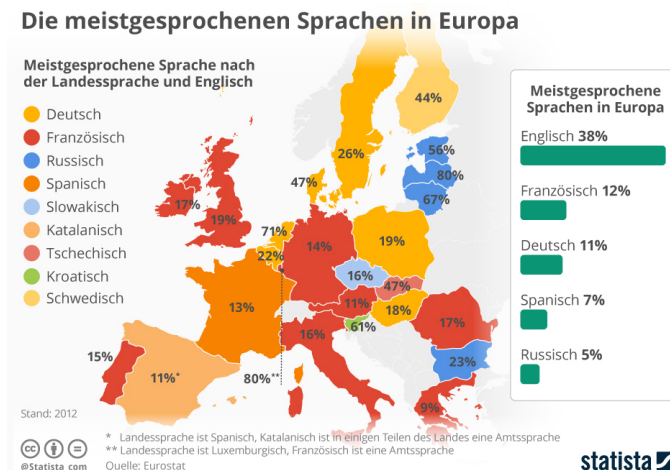 Die meistgesprochenen Sprachen in Europa
Meistgesprochene Sprache nach
der Landessprache und Englisch
Deutsch
Französisch
Russisch
Spanisch
Slowakisch
Katalanisch
Tschechisch
Kroatisch
Schwedisch
44%
26%
56%
80%
67%
47%
17%
19%
71%
22%
14%
19%
16%
47%
11%
18%
13%
16%
61%
17%
23%
15%
11%*
80%**
9%
Meistgesprochene
Sprachen in Europa
Englisch 38%
Französisch 12%
Deutsch 11%
Spanisch 7%
Russisch 5%
Stand: 2012
* Landessprache ist Spanisch, Katalanisch ist in einigen Teilen des Landes eine Amtssprache
** Landessprache ist Luxemburgisch, Französisch ist eine Amtssprache
@Statista_com
Quelle: Eurostat
statista